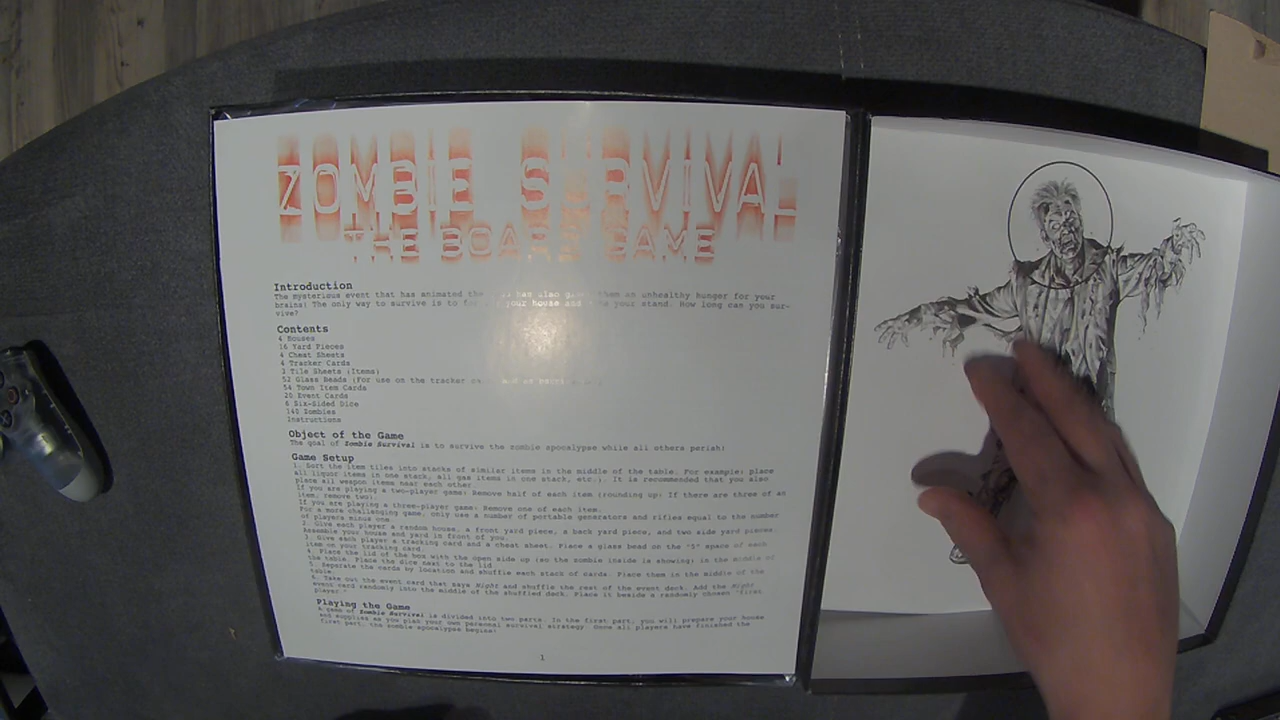 ZOMBIE SURVIVAL
THE BOARD GAME
Introduction
The mysterious event that has animated the has also given them an unhealthy hunger for your
brains! The only way to survive is to your house and your stand. How long can you sur-
vive?
Contents
4 Houses
16 Yard Pieces
4 Cheat Sheets
4 Tracker Cards
3 Tile Sheets (Items)
52 Glass Beads (For use on the tracker
54 Town Item Cards
20 Event Cards
6 Six-Sided Dice
140 Zombies
Instructions
Object of the Game
The goal of Zombie Survival is to survive the zombie apocalypse while all others perish!
Game Setup
1. Sort the item tiles into stacks of similar items in the middle of the table. For example: place
all liquor items in one stack, all gas items in one stack, etc.). It is recommended that you also
place all weapon items near each other.
If you are playing a two-player game: Remove half of each item (rounding up: If there are three of an
item, remove two).
If you are playing a three-player game: Remove one of each item.
For a more challenging game, only use a number of portable generators and rifles equal to the number
of players minus one
2. Give each player a random house, a front yard piece, a back yard piece, and two side yard pieces.
Assemble your house and yard in front of you.
3. Give each player a tracking card and a cheat sheet. Place a glass bead on the "5" space of each
item on your tracking card.
4. Place the lid of the box with the open side up (so the zombie inside is showing) in the middle of
the table. Place the dice next to the lid
5. Seperate the cards by location and shuffle each stack of cards. Place them in the middle of the
table.
6. Take out the event card that says Night and shuffle the rest of the event deck. Add the Night
event card randomly into the middle of the shuffled deck. Place it beside a randomly chosen "first
player."
Playing the Game
A game of Zombie Survival is divided into two parts. In the first part, you will prepare your house
and supplies as you plan your own personal survival strategy. Once all players have finished the
first part, the zombie apocalypse begins!
1